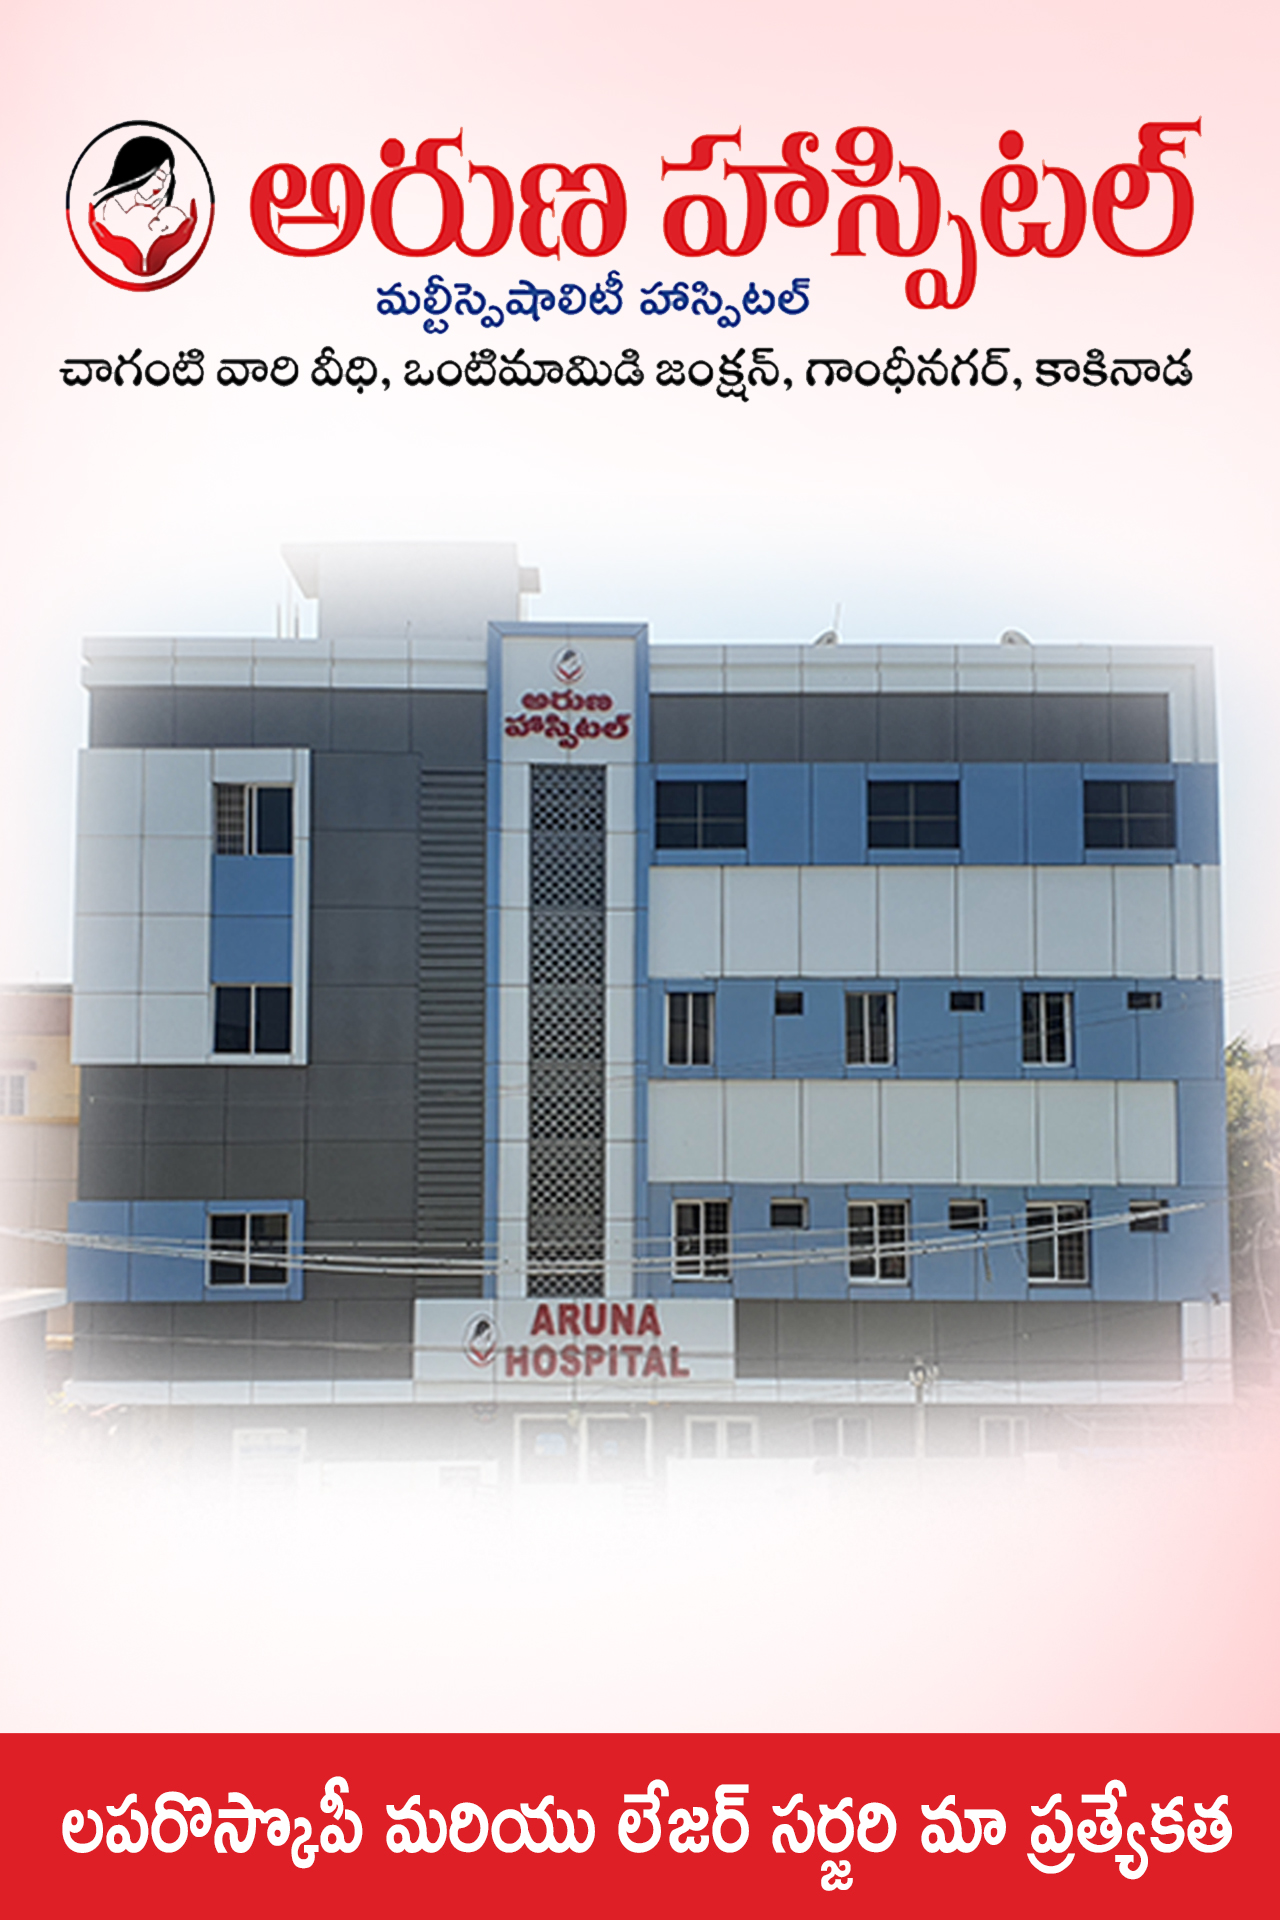 అరుణ హాస్పిటల్
మల్టీస్పెషాలిటీ హాస్పిటల్
చాగంటి వారి వీధి, ఒంటిమామిడి జంక్షన్, గాంధీనగర్, కాకినాడ
అరుణ
హాస్పిటల్
ARUNA
HOSPITAL
లపరొస్కొపీ మరియు లేజర్ సర్జరి మా ప్రత్యేకత